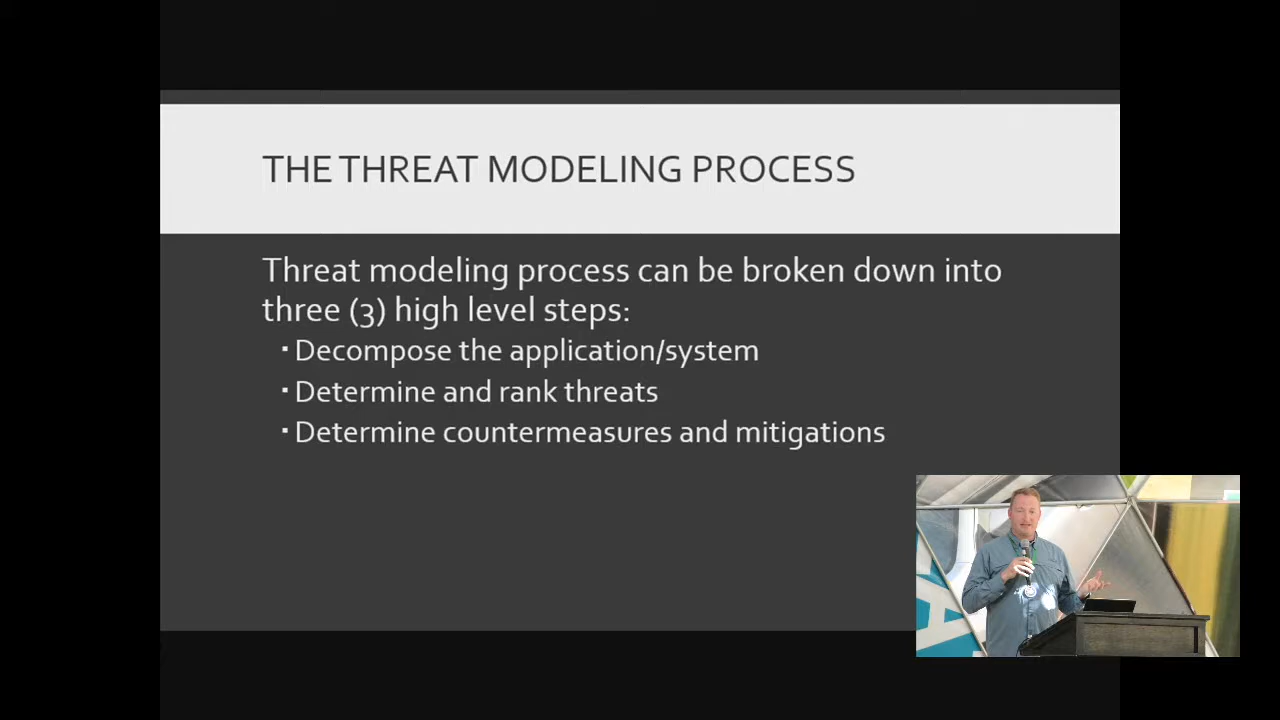 THE THREAT MODELING PROCESS
Threat modeling process can be broken down into
three (3) high level steps:
▪ Decompose the application/system
▪ Determine and rank threats
▪ Determine countermeasures and mitigations